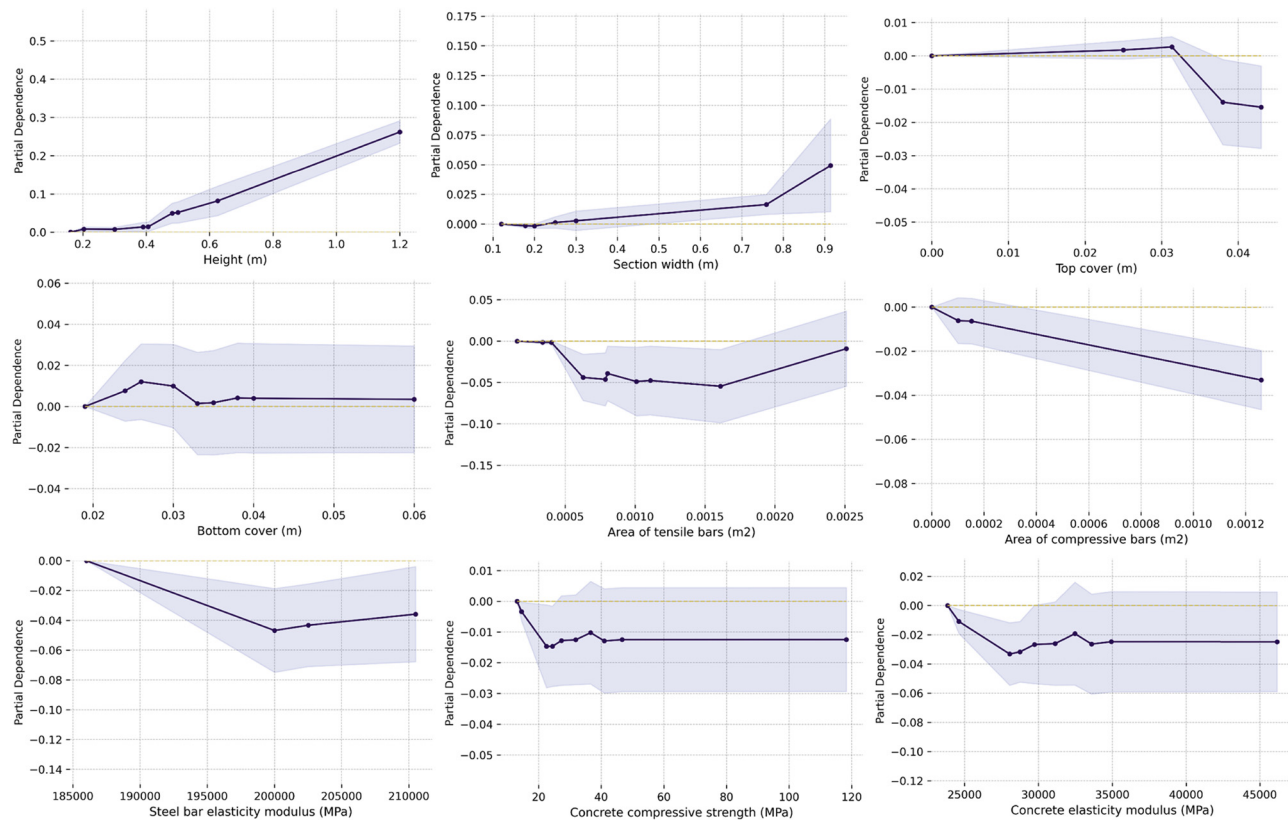 Partial Dependence
0.5
0.4
0.3
0.2
0.1
0.0
0.2 0.4 0.6 0.8 1.0 1.2
Height (m)
Partial Dependence
0.175
0.150
0.125
0.100
0.075
0.050
0.025
0.000
0.1 0.2 0.3 0.4 0.5 0.6 0.7 0.8 0.9
Section width (m)
Partial Dependence
0.01
0.00
−0.01
−0.02
−0.03
−0.04
−0.05
0.00 0.01 0.02 0.03 0.04
Top cover (m)
Partial Dependence
0.06
0.04
0.02
0.00
−0.02
−0.04
0.02 0.03 0.04 0.05 0.06
Bottom cover (m)
Partial Dependence
0.05
0.00
−0.05
−0.10
−0.15
0.0005 0.0010 0.0015 0.0020 0.0025
Area of tensile bars (m2)
Partial Dependence
0.00
−0.02
−0.04
−0.06
−0.08
0.0000 0.0002 0.0004 0.0006 0.0008 0.0010 0.0012
Area of compressive bars (m2)
Partial Dependence
0.00
−0.02
−0.04
−0.06
−0.08
−0.10
−0.12
−0.14
185000 190000 195000 200000 205000 210000
Steel bar elasticity modulus (MPa)
Partial Dependence
0.01
0.00
−0.01
−0.02
−0.03
−0.04
−0.05
20 40 60 80 100 120
Concrete compressive strength (MPa)
Partial Dependence
0.02
0.00
−0.02
−0.04
−0.06
−0.08
−0.10
−0.12
25000 30000 35000 40000 45000
Concrete elasticity modulus (MPa)